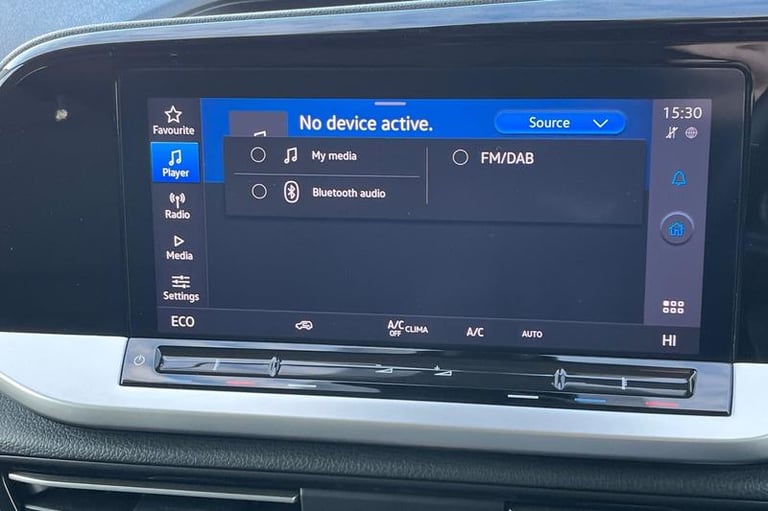 Favourite
No device active.
Source
15:30
My media
FM/DAB
Player
Bluetooth audio
Radio
Media
Settings
ECO
A/C
OFF
CLIMA
A/C
AUTO
HI